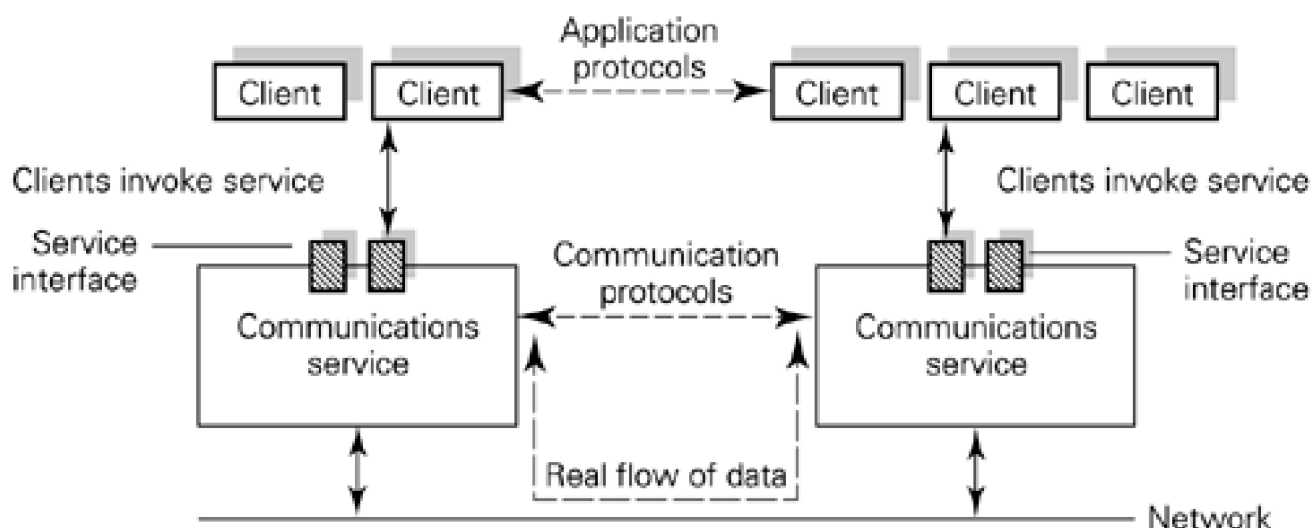 Application
protocols
Client
Client
Client
Client
Client
Clients invoke service
Clients invoke service
Service
interface
Communication
protocols
Service
interface
Communications
service
Communications
service
Real flow of data
Network